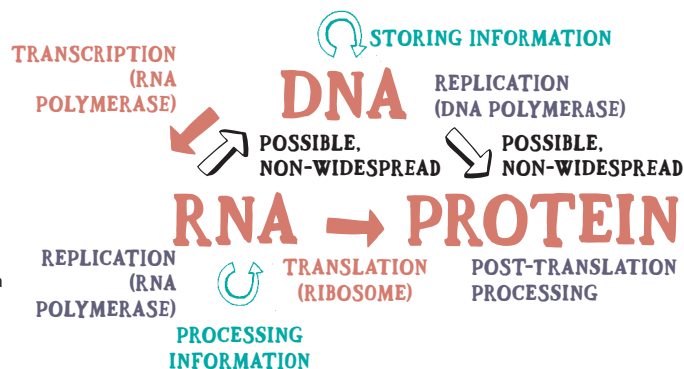 STORING INFORMATION
TRANSCRIPTION
(RNA
POLYMERASE)
DNA
REPLICATION
(DNA POLYMERASE)
POSSIBLE,
NON-WIDESPREAD
POSSIBLE,
NON-WIDESPREAD
RNA
PROTEIN
REPLICATION
(RNA
POLYMERASE)
TRANSLATION
(RIBOSOME)
POST-TRANSLATION
PROCESSING
PROCESSING
INFORMATION